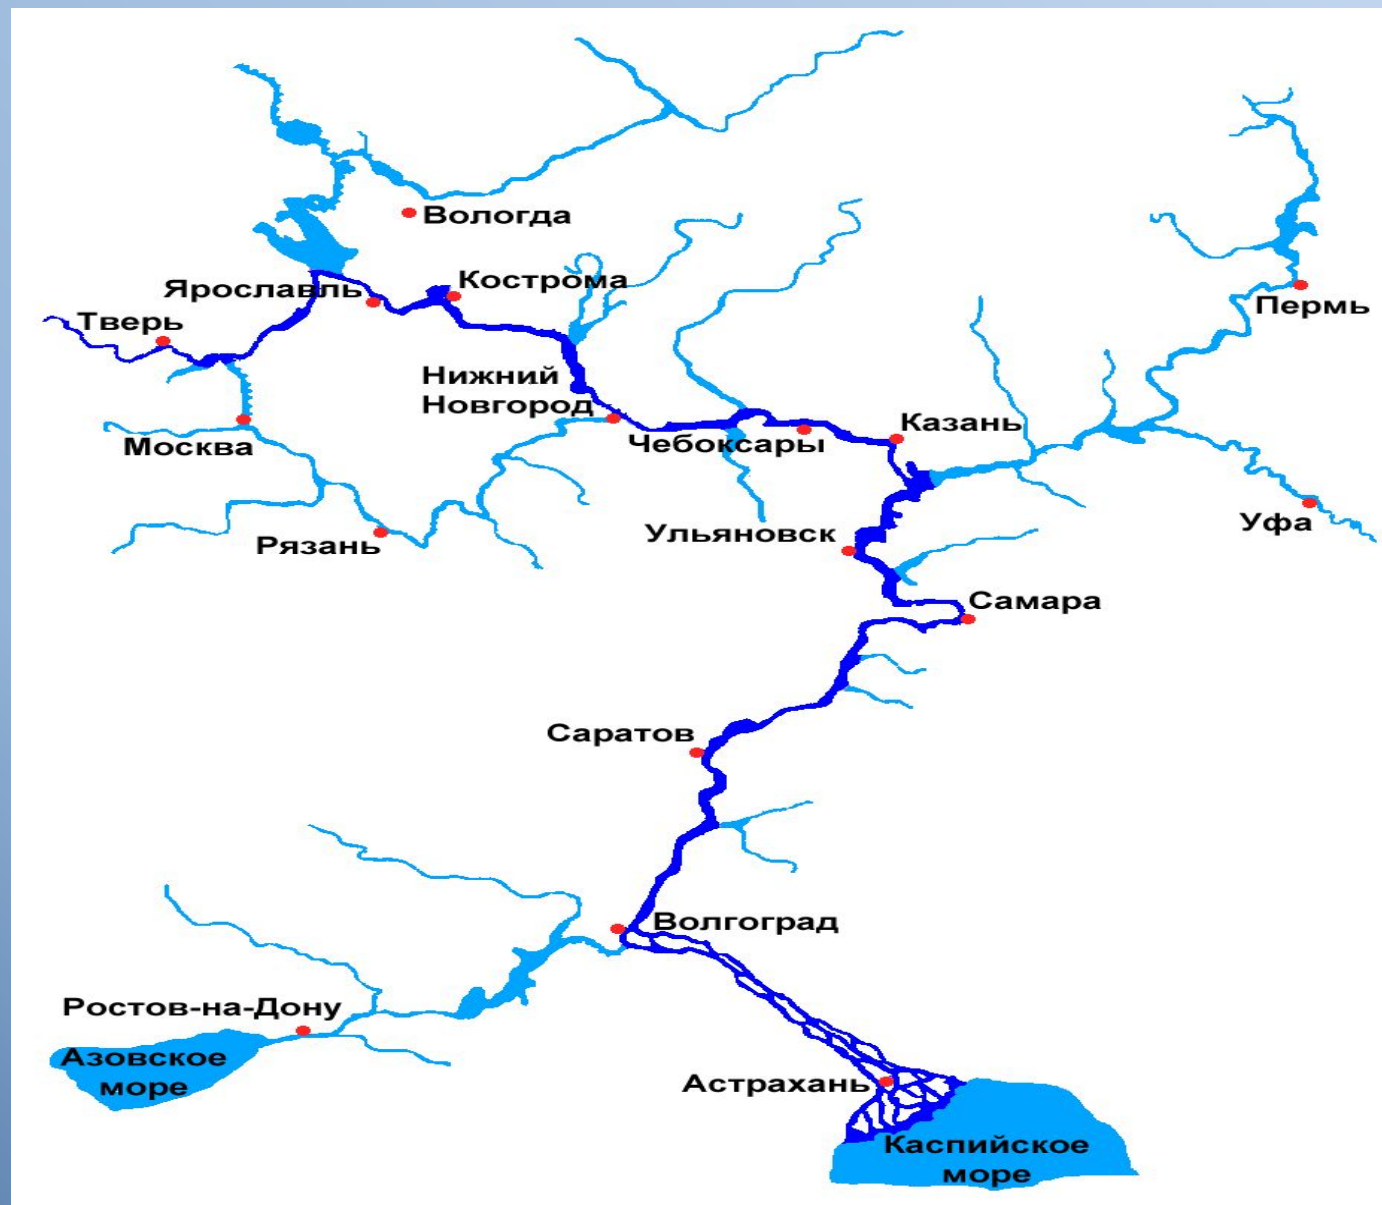 Вологда
Кострома
Ярославль
Пермь
Тверь
Нижний
Новгород
Казань
Чебоксары
Москва
Уфа
Ульяновск
Рязань
Самара
Саратов
Волгоград
Ростов-на-Дону
Азовское
море
Астрахань
Каспийское
море